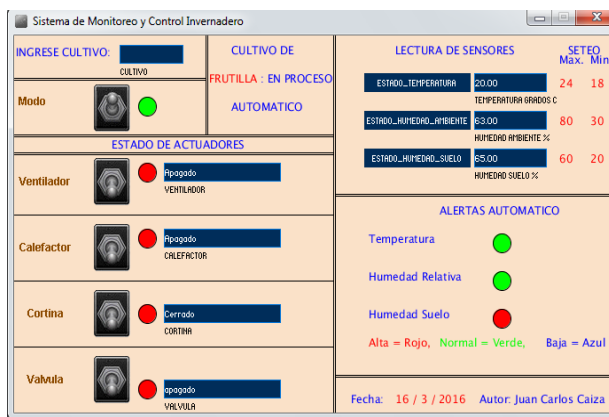 Sistema de Monitoreo y Control Invernadero
INGRESE CULTIVO:
CULTIVO
Modo
CULTIVO DE
FRUTILLA : EN PROCESO
AUTOMATICO
ESTADO DE ACTUADORES
Ventilador
Apagado
VENTILADOR
Calefactor
Apagado
CALEFACTOR
Cortina
Cerrado
CORTINA
Valvula
apagado
VALVULA
LECTURA DE SENSORES
SETEO
Max. Min
ESTADO_TEMPERATURA 20.00 24 18
TEMPERATURA GRADOS C
ESTADO_HUMEDAD_AMBIENTE 63.00 80 30
HUMEDAD AMBIENTE %
ESTADO_HUMEDAD_SUELO 65.00 60 20
HUMEDAD SUELO %
ALERTAS AUTOMATICO
Temperatura
Humedad Relativa
Humedad Suelo
Alta = Rojo, Normal = Verde, Baja = Azul
Fecha: 16 / 3 / 2016 Autor: Juan Carlos Caiza